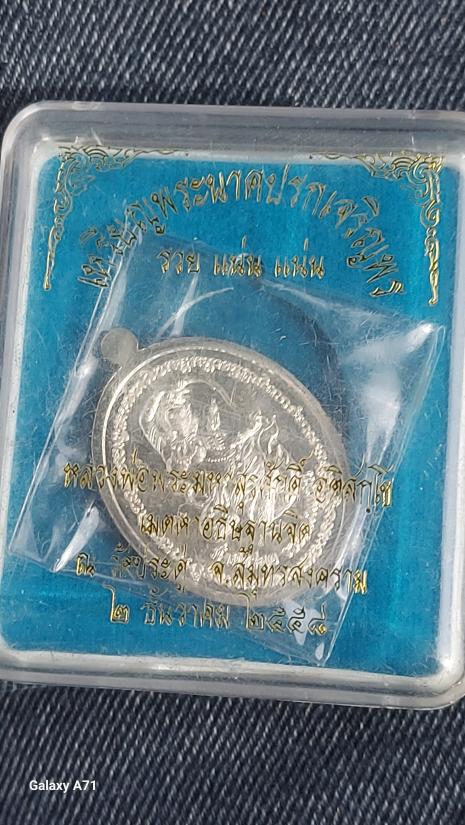 เหรียญพระนาคปรกเจริญพร
รวย แน่น แน่น
หลวงพ่อพระมหาสุรศักดิ์ อติสกฺโข
เมตตาอธิษฐานจิต
ณ วัดประดู่ จ.สมุทรสงคราม
๒ ธันวาคม ๒๕๕๘
Galaxy A71